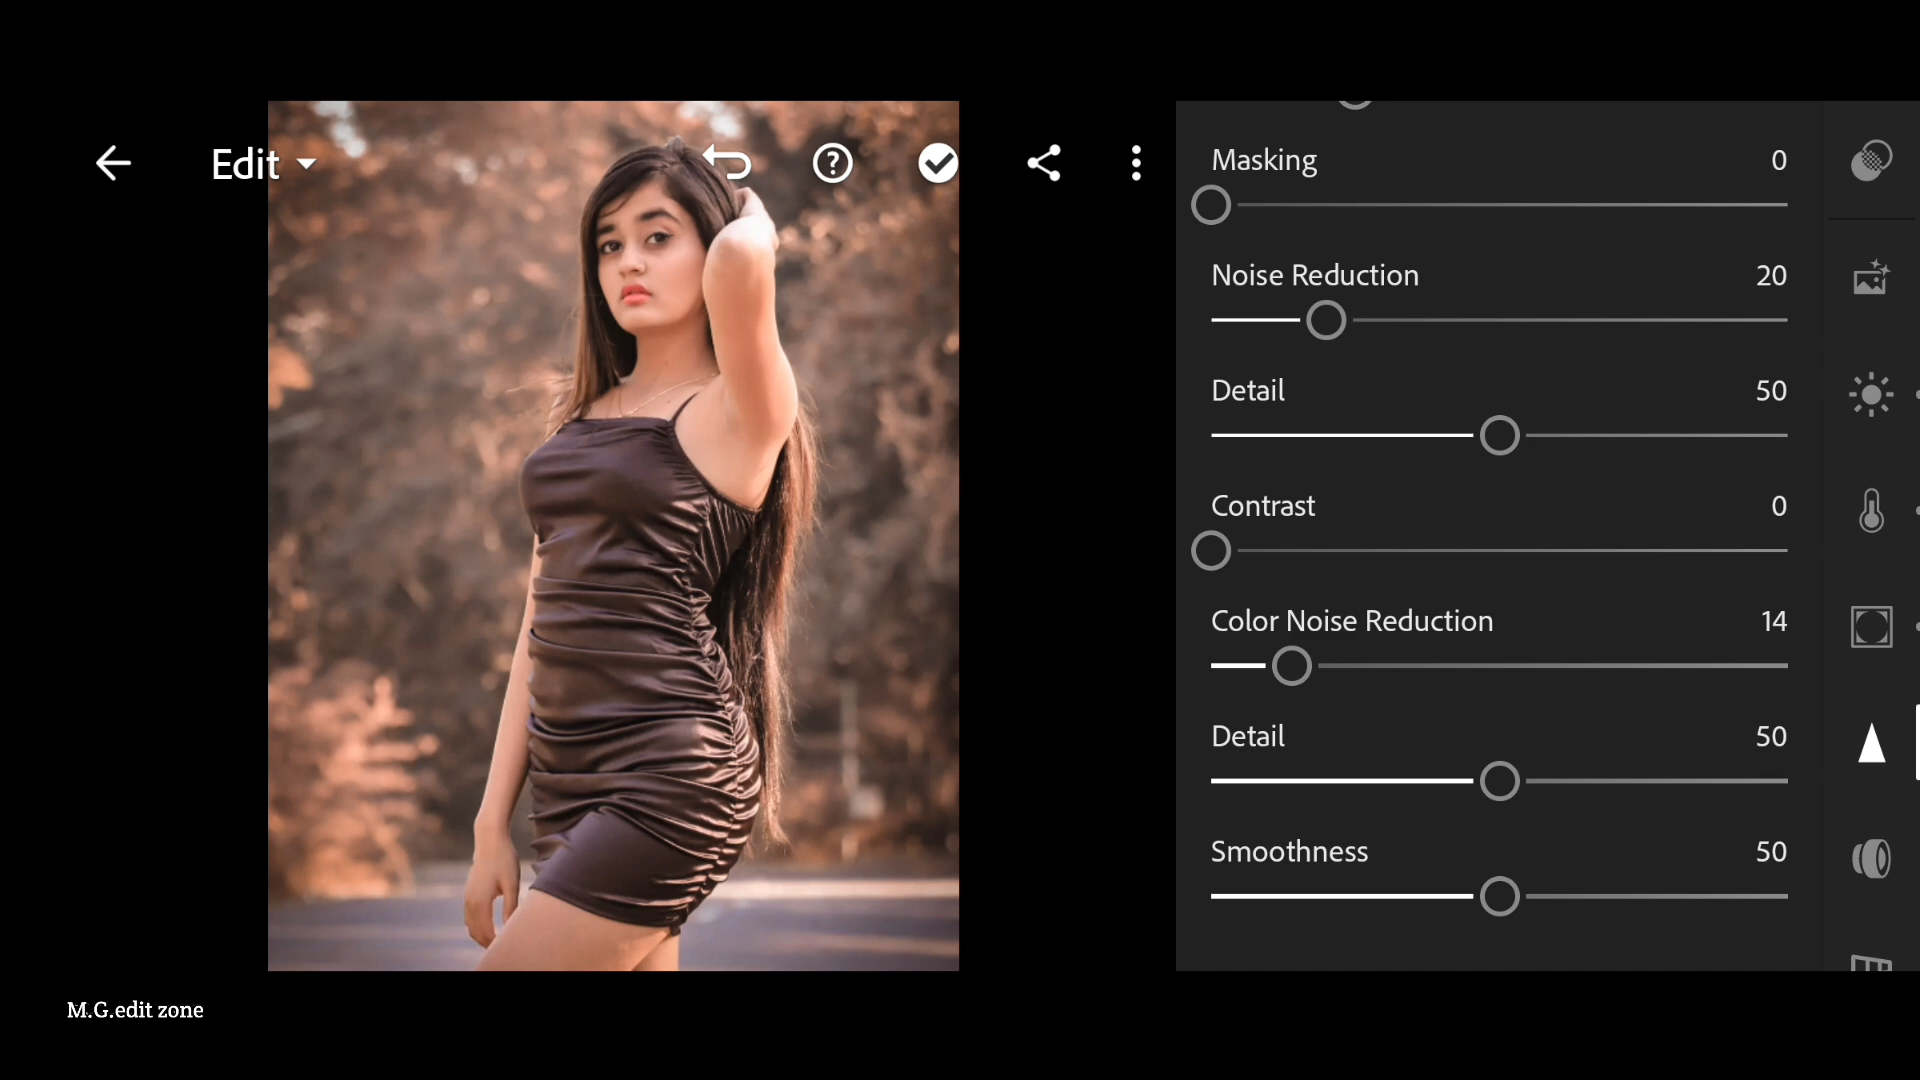 Edit
Masking 0
Noise Reduction 20
Detail 50
Contrast 0
Color Noise Reduction 14
Detail 50
Smoothness 50
M.G.edit zone